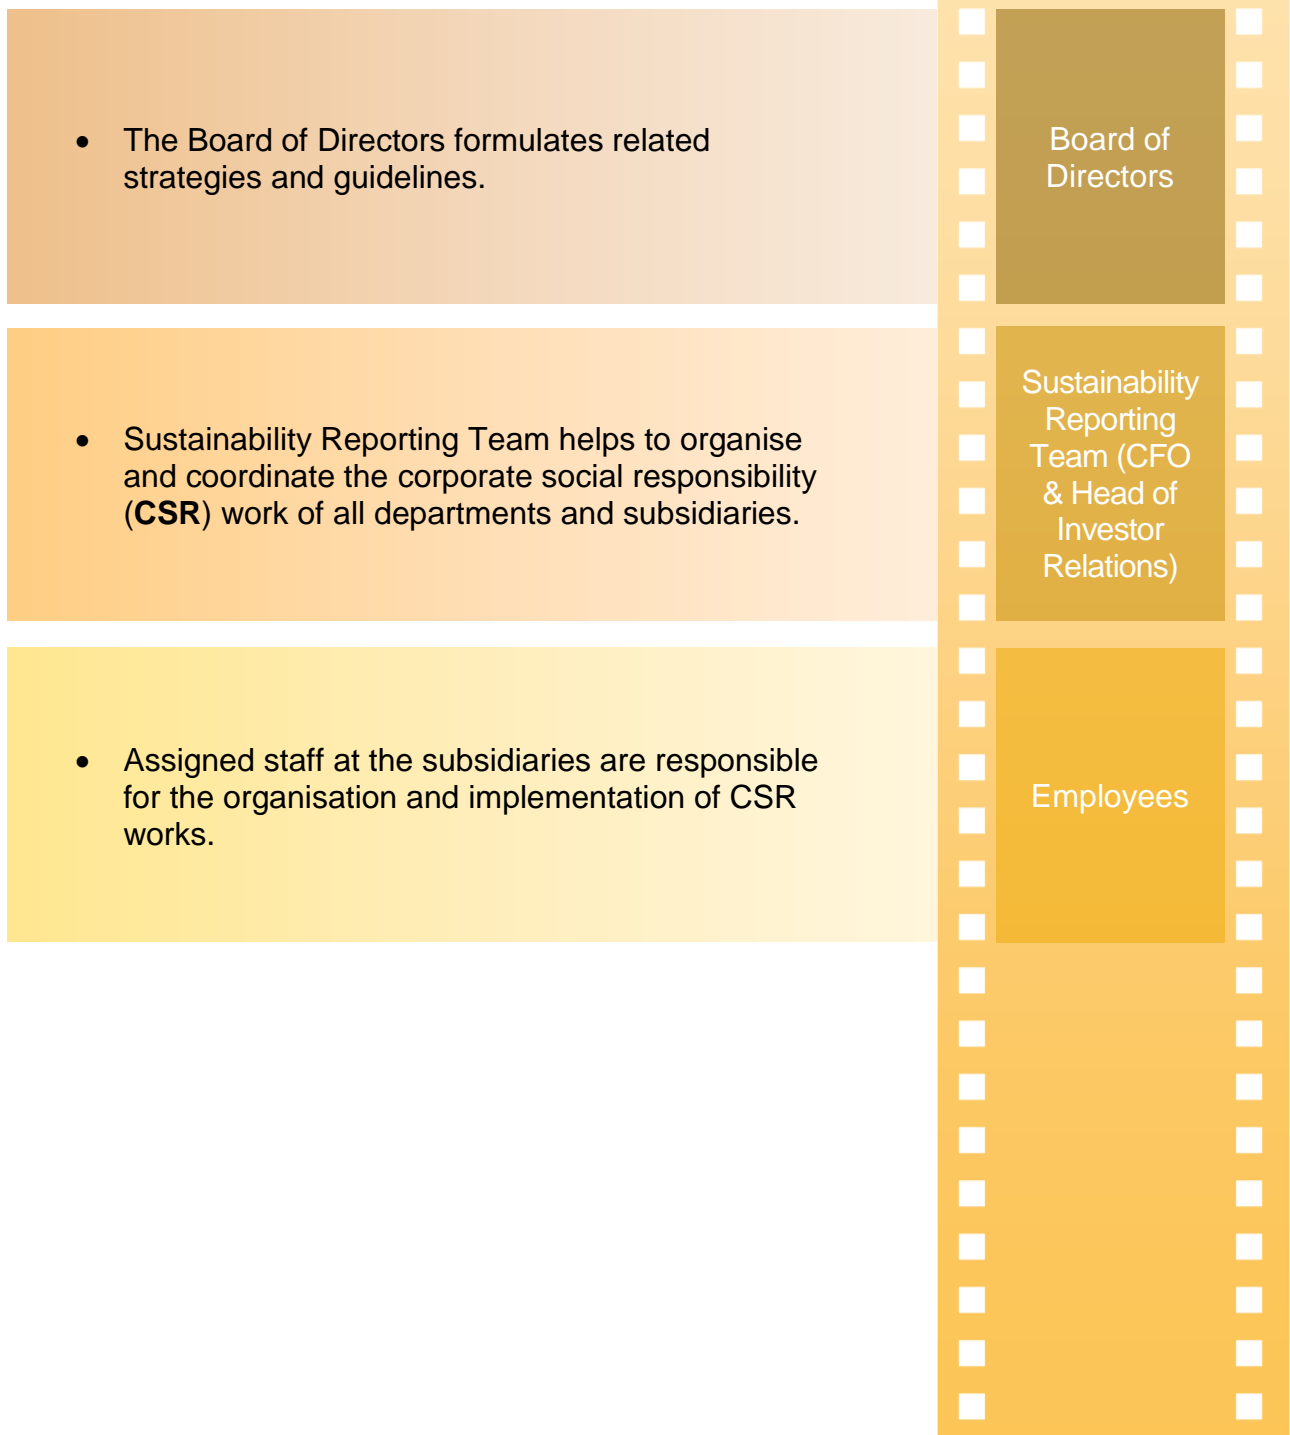 • The Board of Directors formulates related
strategies and guidelines.
Board of
Directors
• Sustainability Reporting Team helps to organise
and coordinate the corporate social responsibility
(CSR) work of all departments and subsidiaries.
Sustainability
Reporting
Team (CFO
& Head of
Investor
Relations)
• Assigned staff at the subsidiaries are responsible
for the organisation and implementation of CSR
works.
Employees